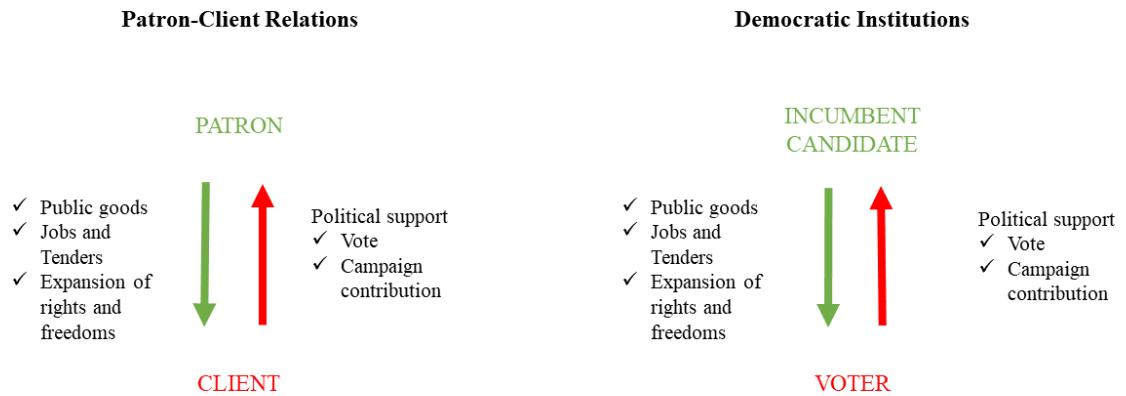 Patron-Client Relations
PATRON
✓ Public goods
✓ Jobs and
Tenders
✓ Expansion of
rights and
freedoms
Political support
✓ Vote
✓ Campaign
contribution
CLIENT
Democratic Institutions
INCUMBENT
CANDIDATE
✓ Public goods
✓ Jobs and
Tenders
✓ Expansion of
rights and
freedoms
Political support
✓ Vote
✓ Campaign
contribution
VOTER